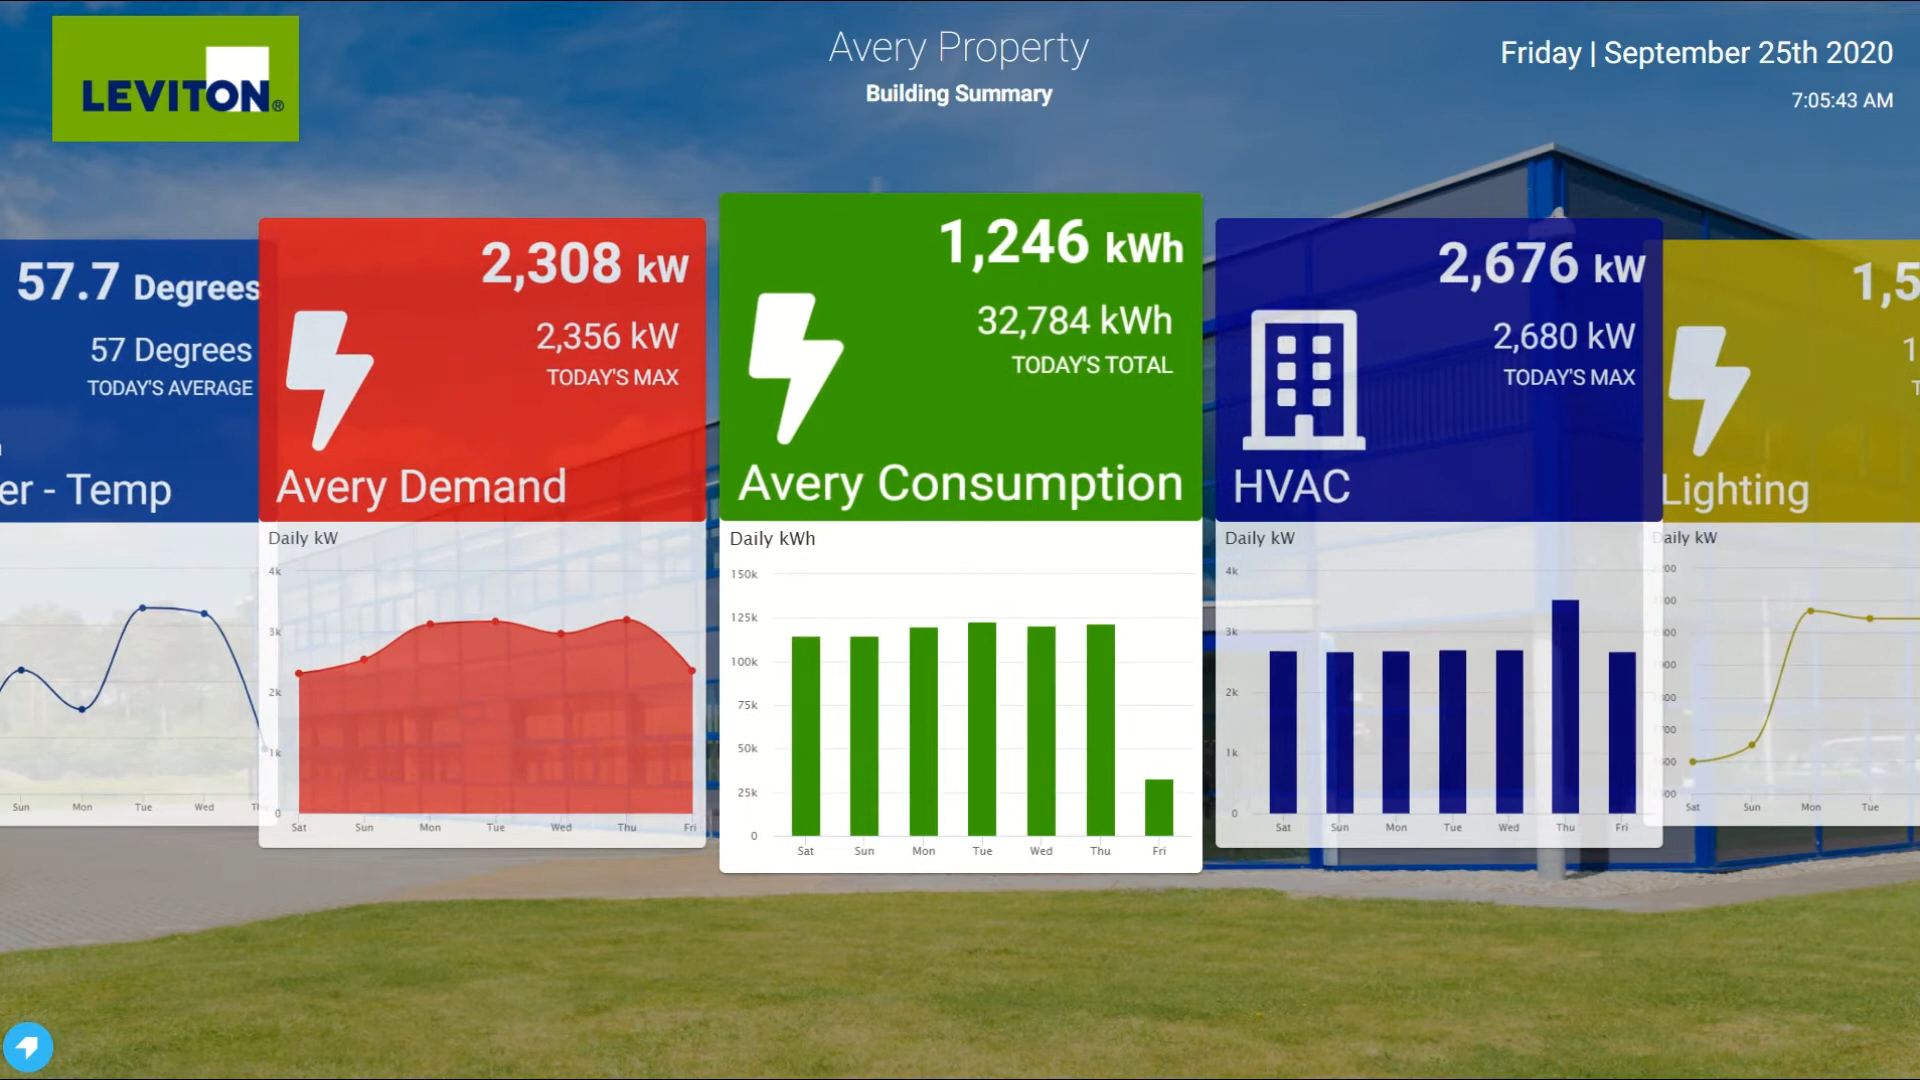 LEVITON®
Avery Property
Building Summary
Friday | September 25th 2020
7:05:43 AM
57.7 Degrees
57 Degrees
TODAY'S AVERAGE
er - Temp
Sun Mon Tue Wed
2,308 kW
2,356 kW
TODAY'S MAX
Avery Demand
Daily kW
4k
3k
2k
1k
0
Sat Sun Mon Tue Wed Thu Fri
1,246 kWh
32,784 kWh
TODAY'S TOTAL
Avery Consumption
Daily kWh
150k
125k
100k
75k
50k
25k
0
Sat Sun Mon Tue Wed Thu Fri
2,676 kW
2,680 kW
TODAY'S MAX
HVAC
Daily kW
4k
3k
2k
1k
0
Sat Sun Mon Tue Wed Thu Fri
1,5
Lighting
Daily kW
Sat Sun Mon Tue